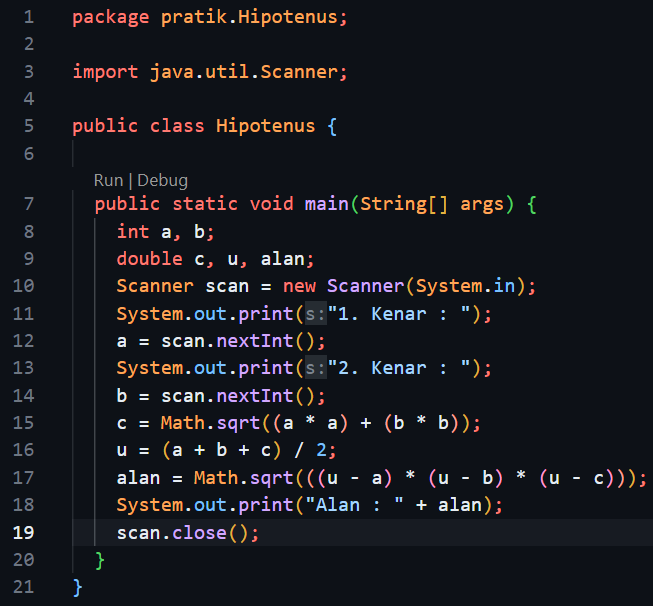 1 package pratik.Hipotenus;
2
3 import java.util.Scanner;
4
5 public class Hipotenus {
6
Run | Debug
7 public static void main(String[] args) {
8 int a, b;
9 double c, u, alan;
10 Scanner scan = new Scanner(System.in);
11 System.out.print(s:"1. Kenar : ");
12 a = scan.nextInt();
13 System.out.print(s:"2. Kenar : ");
14 b = scan.nextInt();
15 c = Math.sqrt((a * a) + (b * b));
16 u = (a + b + c) / 2;
17 alan = Math.sqrt(((u - a) * (u - b) * (u - c)));
18 System.out.print("Alan : " + alan);
19 scan.close();
20 }
21 }